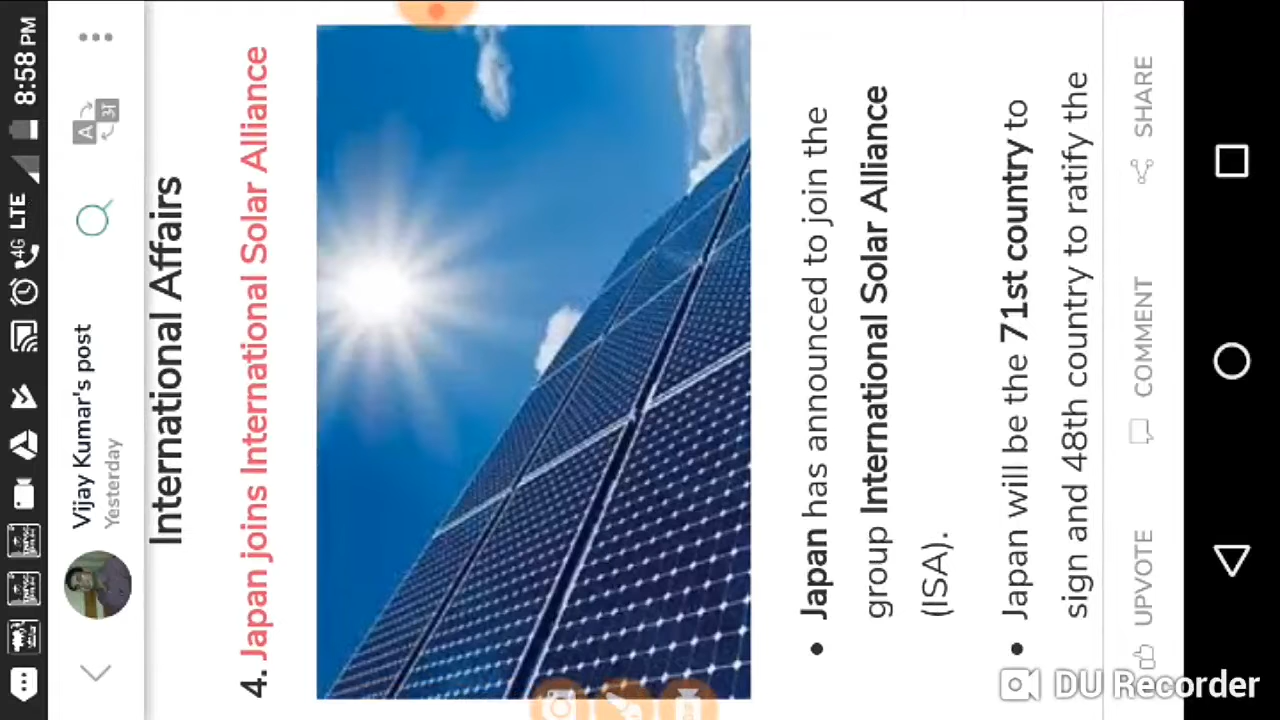 8:58 PM
4G LTE
Vijay Kumar's post
Yesterday
A अ
International Affairs
4. Japan joins International Solar Alliance
• Japan has announced to join the
group International Solar Alliance
(ISA).
• Japan will be the 71st country to
sign and 48th country to ratify the
UPVOTE COMMENT SHARE
DU Recorder